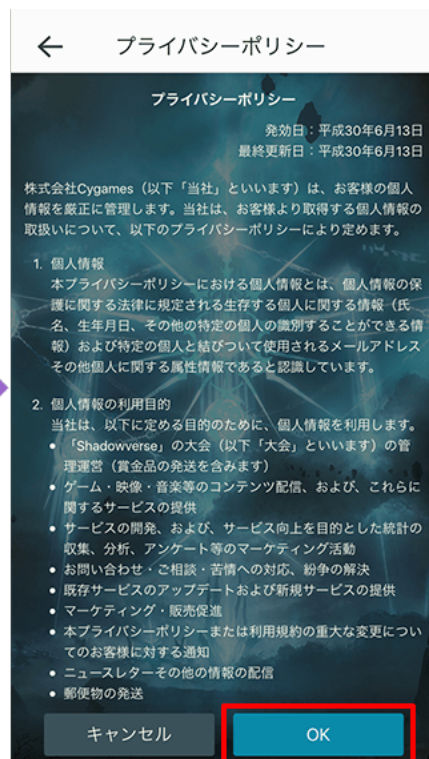 ← プライバシーポリシー
プライバシーポリシー
発効日：平成30年6月13日
最終更新日：平成30年6月13日
株式会社Cygames（以下「当社」といいます）は、お客様の個人
情報を厳正に管理します。当社は、お客様より取得する個人情報の
取扱いについて、以下のプライバシーポリシーにより定めます。
1. 個人情報
本プライバシーポリシーにおける個人情報とは、個人情報の保
護に関する法律に規定される生存する個人に関する情報（氏
名、生年月日、その他の特定の個人の識別することができる情
報）および特定の個人と結びついて使用されるメールアドレス
その他個人に関する属性情報であると認識しています。
2. 個人情報の利用目的
当社は、以下に定める目的のために、個人情報を利用します。
• 「Shadowverse」の大会（以下「大会」といいます）の管
理運営（賞金品の発送を含みます）
• ゲーム・映像・音楽等のコンテンツ配信、および、これらに
関するサービスの提供
• サービスの開発、および、サービス向上を目的とした統計の
収集、分析、アンケート等のマーケティング活動
• お問い合わせ・ご相談・苦情への対応、紛争の解決
• 既存サービスのアップデートおよび新規サービスの提供
• マーケティング・販売促進
• 本プライバシーポリシーまたは利用規約の重大な変更につい
てのお客様に対する通知
• ニュースレターその他の情報の配信
• 郵便物の発送
キャンセル OK